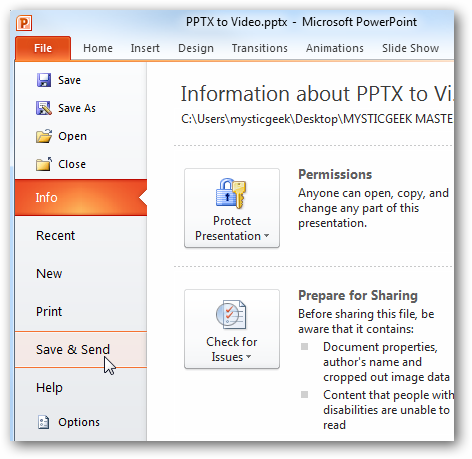 PPTX to Video.pptx - Microsoft PowerPoint
File Home Insert Design Transitions Animations Slide Show
Save
Save As
Open
Close
Info
Recent
New
Print
Save & Send
Help
Options
Information about PPTX to Vi
C:\Users\mysticgeek\Desktop\MYSTICGEEK MASTE
Protect
Presentation
Permissions
Anyone can open, copy, and
change any part of this
presentation.
Check for
Issues
Prepare for Sharing
Before sharing this file, be
aware that it contains:
Document properties,
author's name and
cropped out image data
Content that people with
disabilities are unable to
read